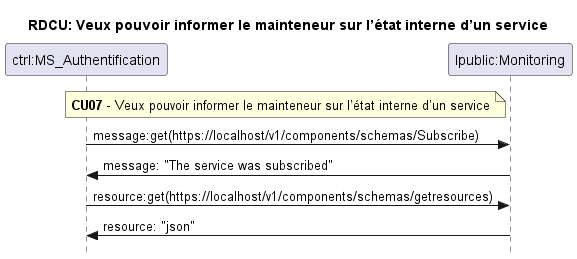 RDCU: Veux pouvoir informer le mainteneur sur l’état interne d’un service
ctrl:MS_Authentification
Ipublic:Monitoring
CU07 - Veux pouvoir informer le mainteneur sur l’état interne d’un service
message:get(https://localhost/v1/components/schemas/Subscribe)
message: "The service was subscribed"
resource:get(https://localhost/v1/components/schemas/getresources)
resource: "json"